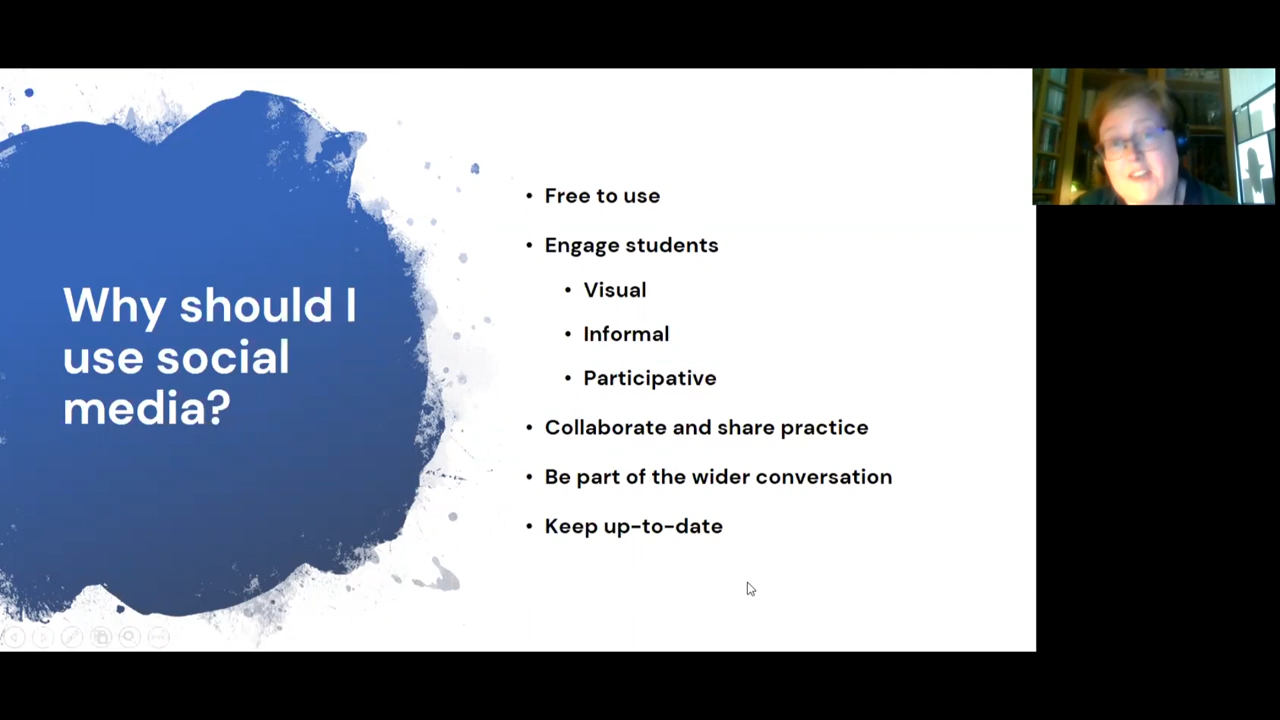 Why should I
use social
media?
• Free to use
• Engage students
• Visual
• Informal
• Participative
• Collaborate and share practice
• Be part of the wider conversation
• Keep up-to-date